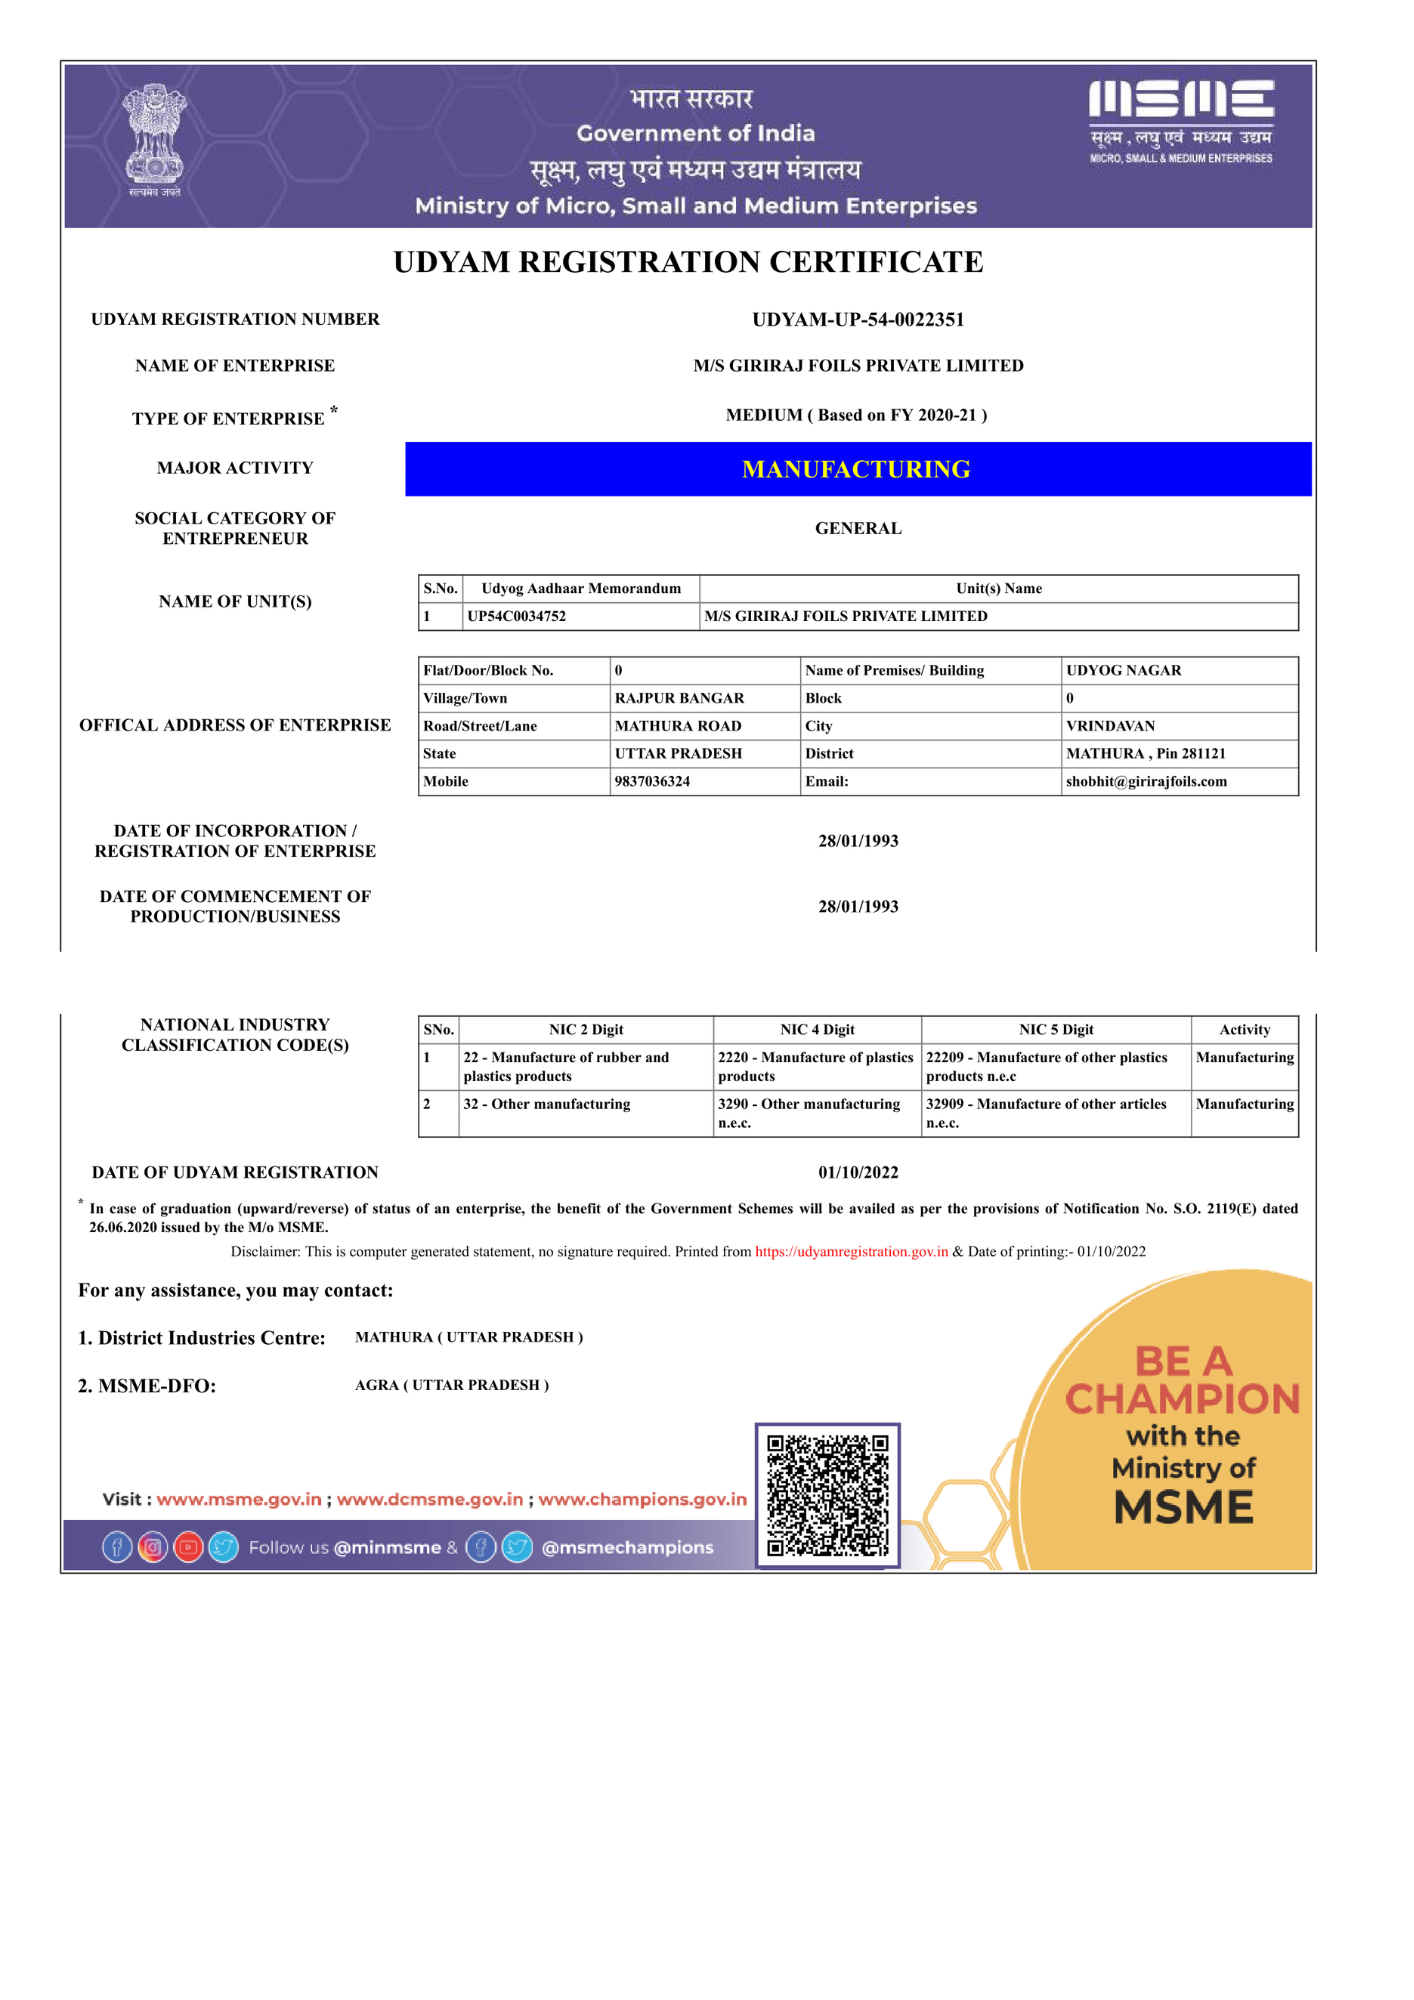 भारत सरकार
Government of India
सूक्ष्म, लघु एवं मध्यम उद्यम मंत्रालय
Ministry of Micro, Small and Medium Enterprises
सत्यमेव जयते
MSME
सूक्ष्म , लघु एवं मध्यम उद्यम
MICRO, SMALL & MEDIUM ENTERPRISES
UDYAM REGISTRATION CERTIFICATE
UDYAM REGISTRATION NUMBER UDYAM-UP-54-0022351
NAME OF ENTERPRISE M/S GIRIRAJ FOILS PRIVATE LIMITED
TYPE OF ENTERPRISE * MEDIUM ( Based on FY 2020-21 )
MAJOR ACTIVITY MANUFACTURING
SOCIAL CATEGORY OF
ENTREPRENEUR
GENERAL
NAME OF UNIT(S)
S.No. Udyog Aadhaar Memorandum Unit(s) Name
1 UP54C0034752 M/S GIRIRAJ FOILS PRIVATE LIMITED
OFFICAL ADDRESS OF ENTERPRISE
Flat/Door/Block No. 0 Name of Premises/ Building UDYOG NAGAR
Village/Town RAJPUR BANGAR Block 0
Road/Street/Lane MATHURA ROAD City VRINDAVAN
State UTTAR PRADESH District MATHURA , Pin 281121
Mobile 9837036324 Email: shobhit@girirajfoils.com
DATE OF INCORPORATION /
REGISTRATION OF ENTERPRISE
28/01/1993
DATE OF COMMENCEMENT OF
PRODUCTION/BUSINESS
28/01/1993
NATIONAL INDUSTRY
CLASSIFICATION CODE(S)
SNo. NIC 2 Digit NIC 4 Digit NIC 5 Digit Activity
1 22 - Manufacture of rubber and plastics products 2220 - Manufacture of plastics products 22209 - Manufacture of other plastics products n.e.c Manufacturing
2 32 - Other manufacturing 3290 - Other manufacturing n.e.c. 32909 - Manufacture of other articles n.e.c. Manufacturing
DATE OF UDYAM REGISTRATION 01/10/2022
* In case of graduation (upward/reverse) of status of an enterprise, the benefit of the Government Schemes will be availed as per the provisions of Notification No. S.O. 2119(E) dated
26.06.2020 issued by the M/o MSME.
Disclaimer: This is computer generated statement, no signature required. Printed from https://udyamregistration.gov.in & Date of printing:- 01/10/2022
For any assistance, you may contact:
1. District Industries Centre: MATHURA ( UTTAR PRADESH )
2. MSME-DFO: AGRA ( UTTAR PRADESH )
BE A
CHAMPION
with the
Ministry of
MSME
Visit : www.msme.gov.in ; www.dcmsme.gov.in ; www.champions.gov.in
Follow us @minmsme & @msmechampions